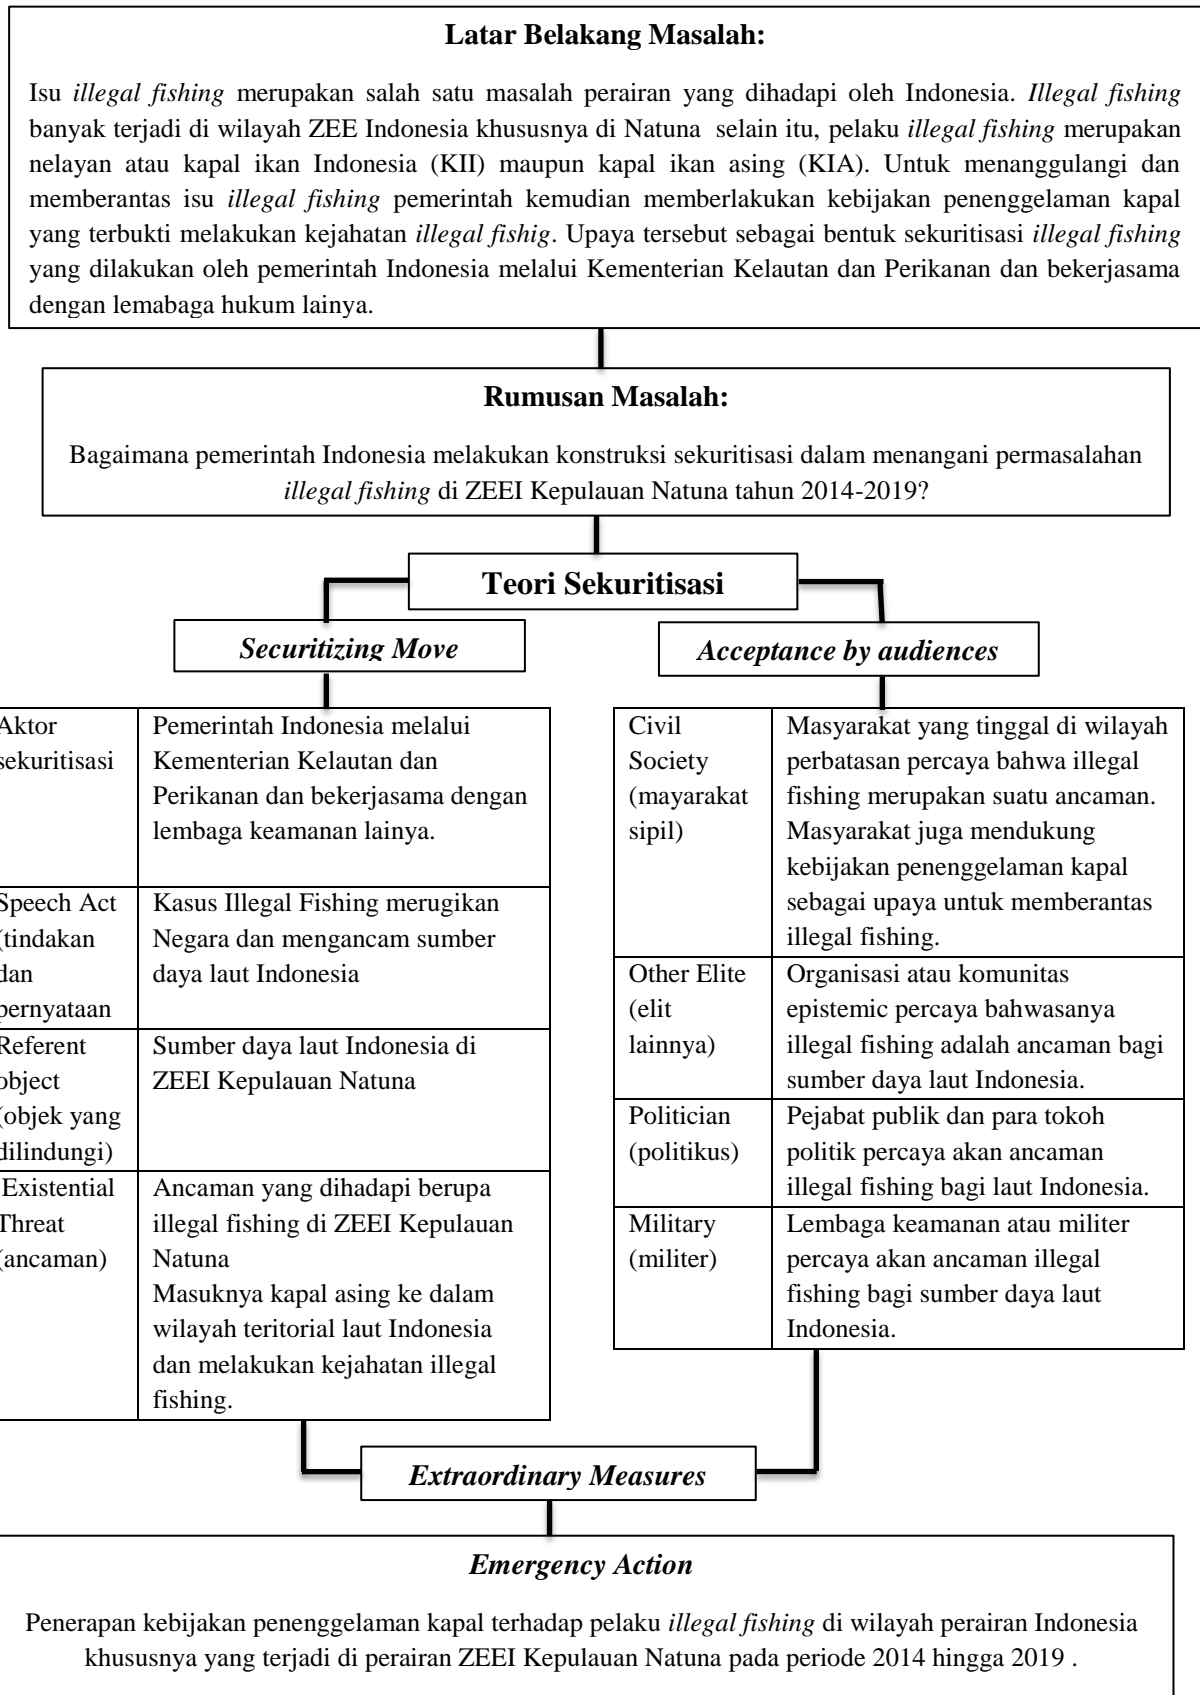 Latar Belakang Masalah:
Isu illegal fishing merupakan salah satu masalah perairan yang dihadapi oleh Indonesia. Illegal fishing
banyak terjadi di wilayah ZEE Indonesia khususnya di Natuna selain itu, pelaku illegal fishing merupakan
nelayan atau kapal ikan Indonesia (KII) maupun kapal ikan asing (KIA). Untuk menanggulangi dan
memberantas isu illegal fishing pemerintah kemudian memberlakukan kebijakan penenggelaman kapal
yang terbukti melakukan kejahatan illegal fishig. Upaya tersebut sebagai bentuk sekuritisasi illegal fishing
yang dilakukan oleh pemerintah Indonesia melalui Kementerian Kelautan dan Perikanan dan bekerjasama
dengan lemabaga hukum lainya.
Rumusan Masalah:
Bagaimana pemerintah Indonesia melakukan konstruksi sekuritisasi dalam menangani permasalahan
illegal fishing di ZEEI Kepulauan Natuna tahun 2014-2019?
Teori Sekuritisasi
Securitizing Move
Aktor
sekuritisasi
Pemerintah Indonesia melalui
Kementerian Kelautan dan
Perikanan dan bekerjasama dengan
lembaga keamanan lainya.
Speech Act
(tindakan
dan
pernyataan
Kasus Illegal Fishing merugikan
Negara dan mengancam sumber
daya laut Indonesia
Referent
object
(objek yang
dilindungi)
Sumber daya laut Indonesia di
ZEEI Kepulauan Natuna
Existential
Threat
(ancaman)
Ancaman yang dihadapi berupa
illegal fishing di ZEEI Kepulauan
Natuna
Masuknya kapal asing ke dalam
wilayah teritorial laut Indonesia
dan melakukan kejahatan illegal
fishing.
Acceptance by audiences
Civil
Society
(mayarakat
sipil)
Masyarakat yang tinggal di wilayah
perbatasan percaya bahwa illegal
fishing merupakan suatu ancaman.
Masyarakat juga mendukung
kebijakan penenggelaman kapal
sebagai upaya untuk memberantas
illegal fishing.
Other Elite
(elit
lainnya)
Organisasi atau komunitas
epistemic percaya bahwasanya
illegal fishing adalah ancaman bagi
sumber daya laut Indonesia.
Politician
(politikus)
Pejabat publik dan para tokoh
politik percaya akan ancaman
illegal fishing bagi laut Indonesia.
Military
(militer)
Lembaga keamanan atau militer
percaya akan ancaman illegal
fishing bagi sumber daya laut
Indonesia.
Extraordinary Measures
Emergency Action
Penerapan kebijakan penenggelaman kapal terhadap pelaku illegal fishing di wilayah perairan Indonesia
khususnya yang terjadi di perairan ZEEI Kepulauan Natuna pada periode 2014 hingga 2019 .